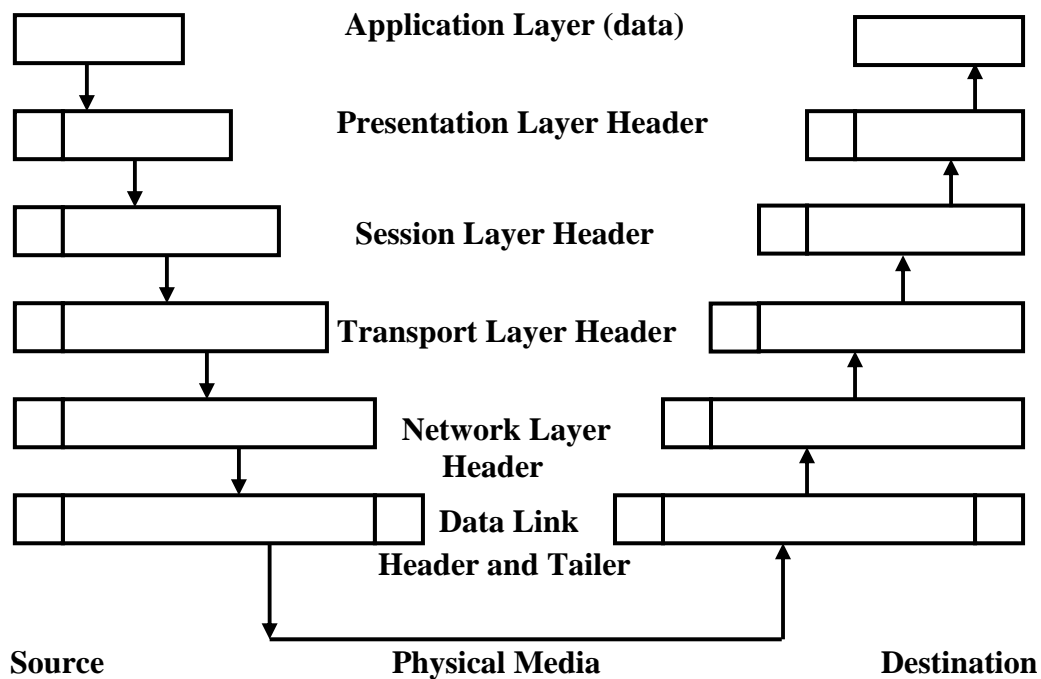 Application Layer (data)
Presentation Layer Header
Session Layer Header
Transport Layer Header
Network Layer
Header
Data Link
Header and Tailer
Source
Physical Media
Destination